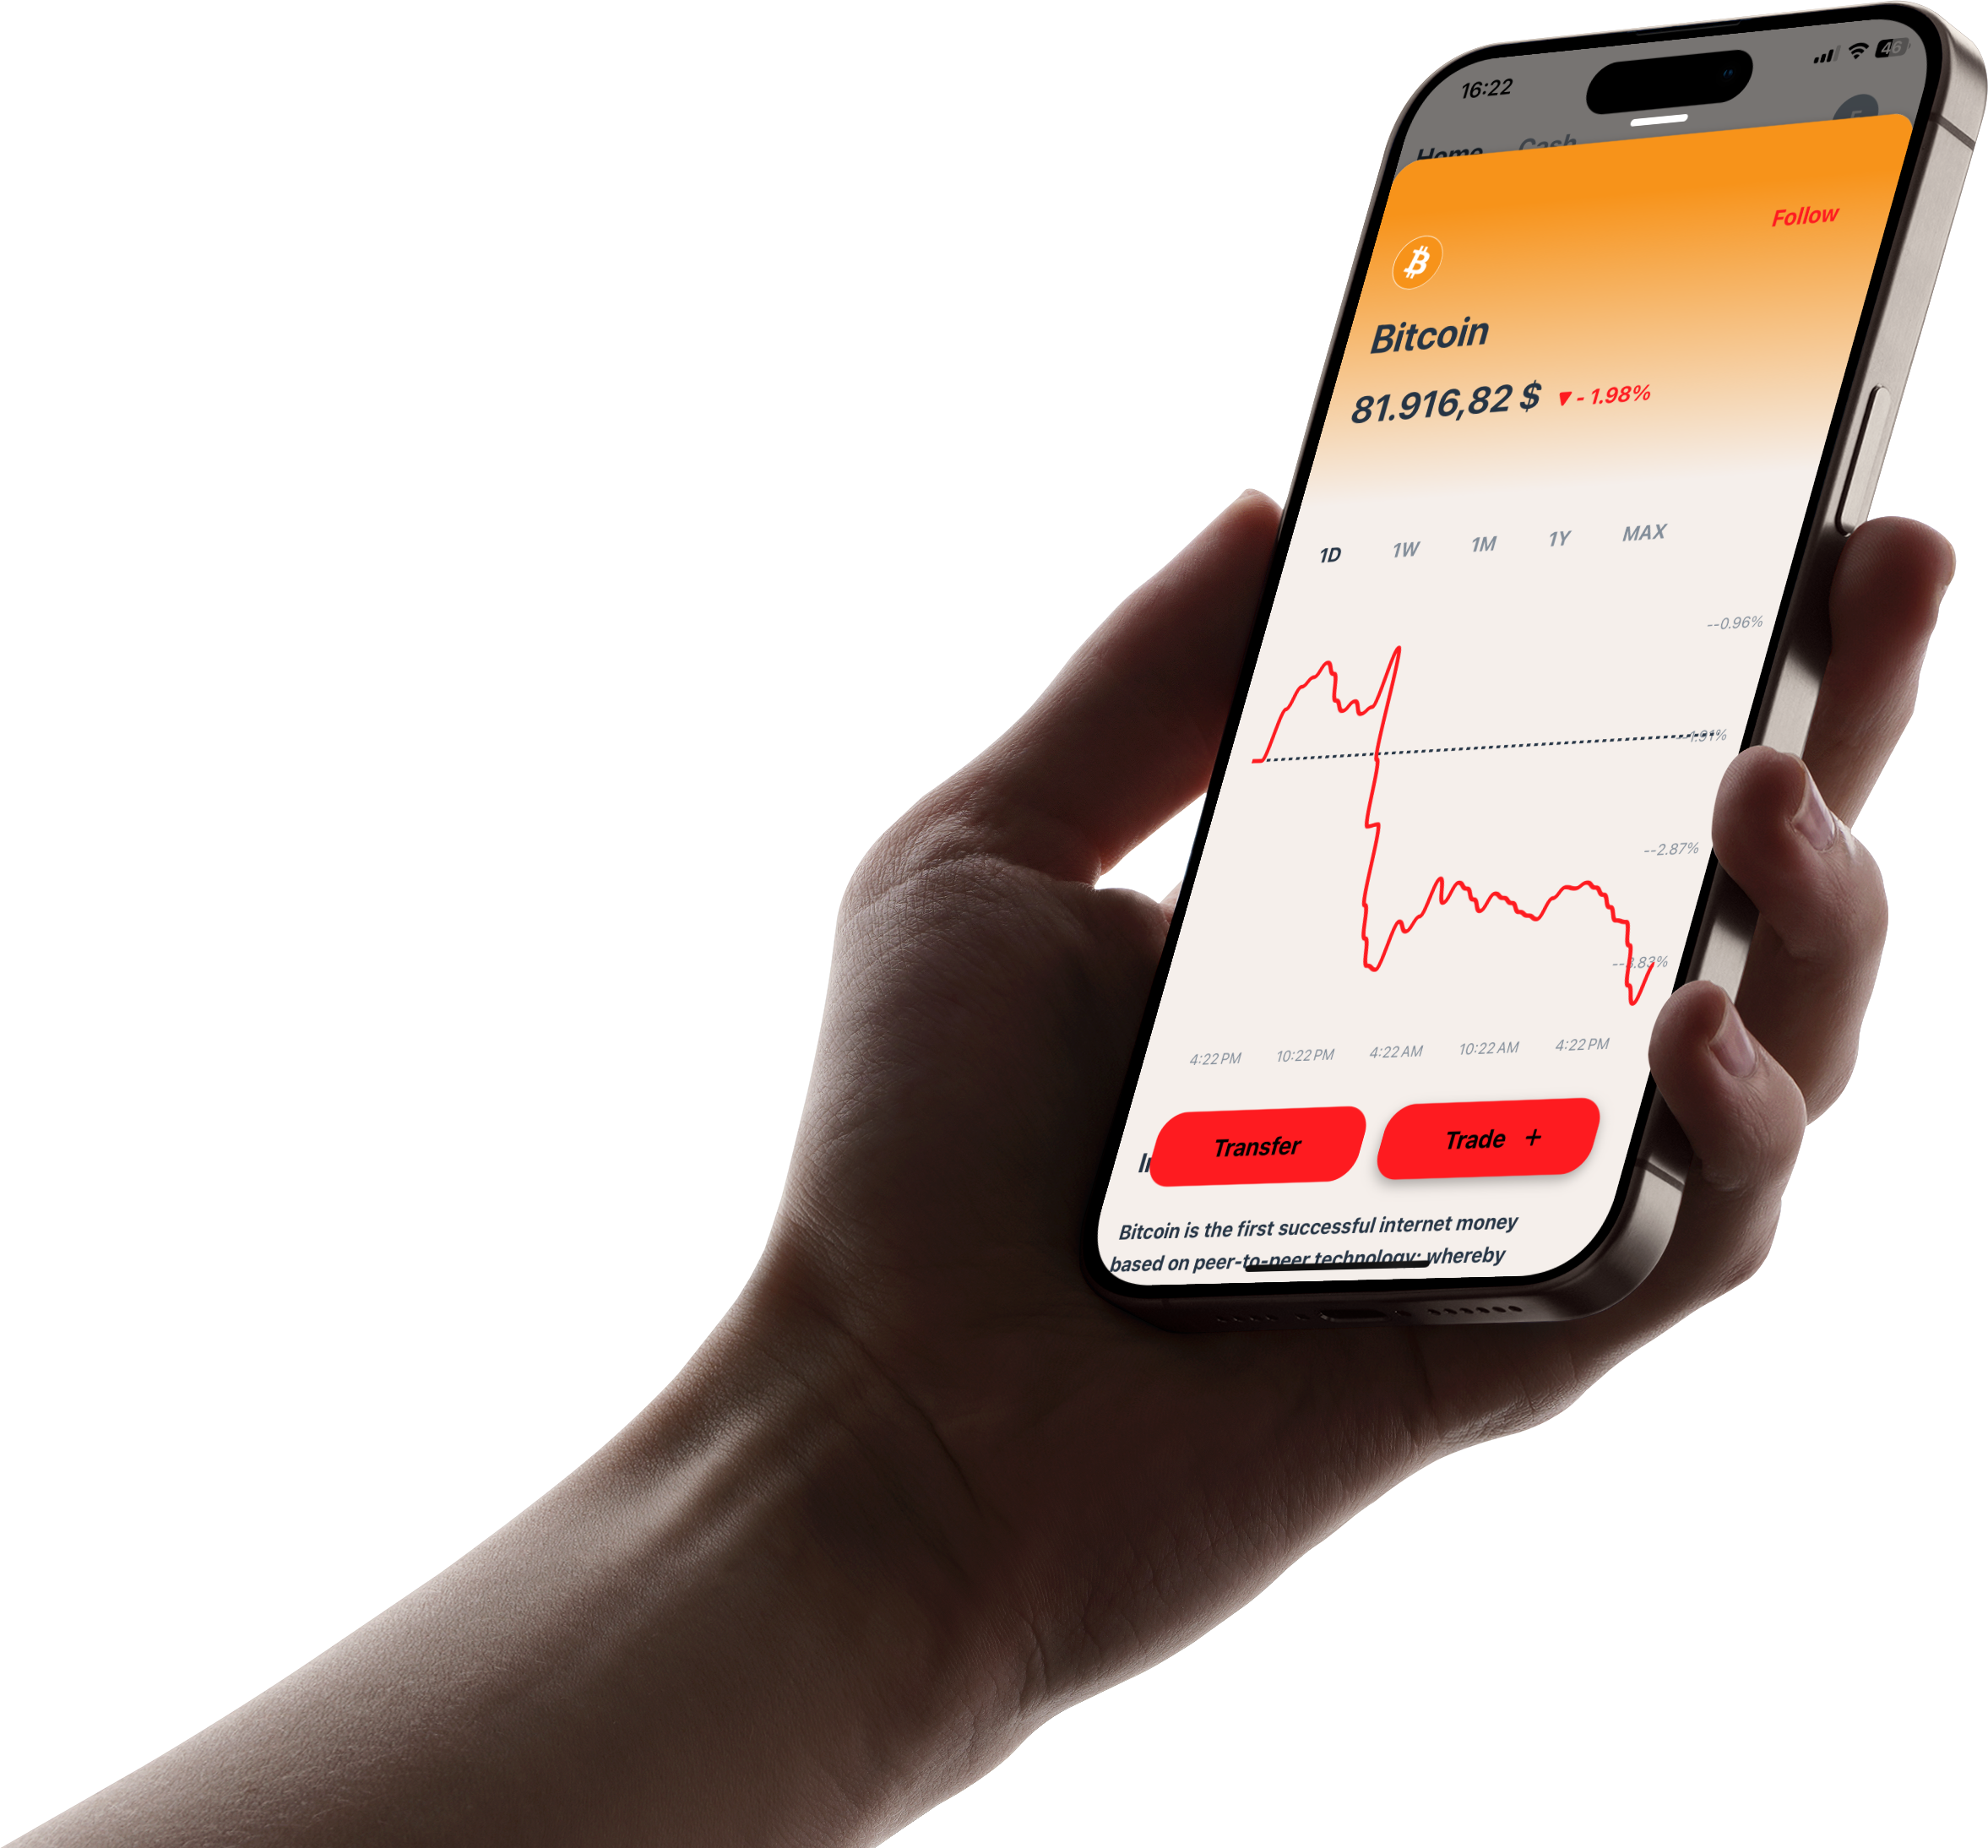 16:22
46
Home Cash
Follow
Bitcoin
81.916,82 $ ▼ - 1.98%
1D 1W 1M 1Y MAX
--0.96%
--1.91%
--2.87%
--3.83%
4:22 PM 10:22 PM 4:22 AM 10:22 AM 4:22 PM
Transfer
Trade +
Bitcoin is the first successful internet money
based on peer-to-peer technology; whereby